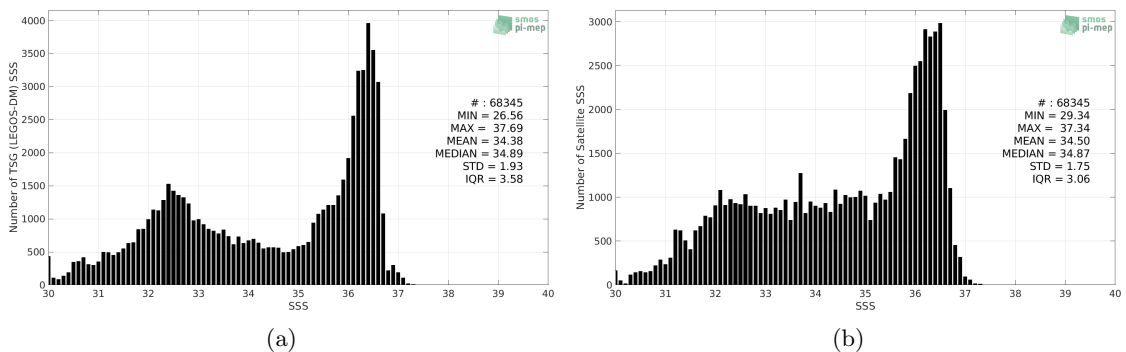 4000
3500
3000
2500
2000
1500
1000
500
0
Number of TSG (LEGOS-DM) SSS
smos
pi-mep
# : 68345
MIN = 26.56
MAX = 37.69
MEAN = 34.38
MEDIAN = 34.89
STD = 1.93
IQR = 3.58
30 31 32 33 34 35 36 37 38 39 40
SSS
(a)
3000
2500
2000
1500
1000
500
0
Number of Satellite SSS
smos
pi-mep
# : 68345
MIN = 29.34
MAX = 37.34
MEAN = 34.50
MEDIAN = 34.87
STD = 1.75
IQR = 3.06
30 31 32 33 34 35 36 37 38 39 40
SSS
(b)